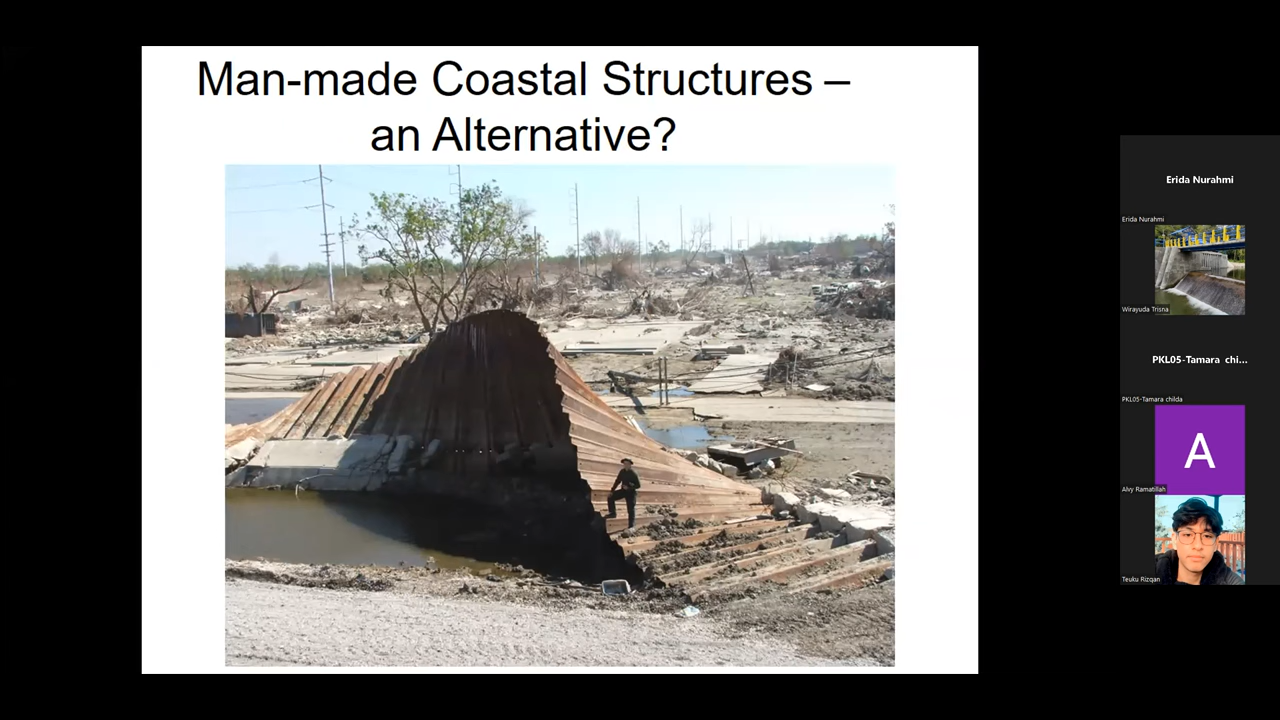 Man-made Coastal Structures –
an Alternative?
Erida Nurahmi
Erida Nurahmi
Wirayuda Trisna
PKL05-Tamara chi...
PKL05-Tamara childa
A
Alvy Ramatillah
Teuku Rizqan